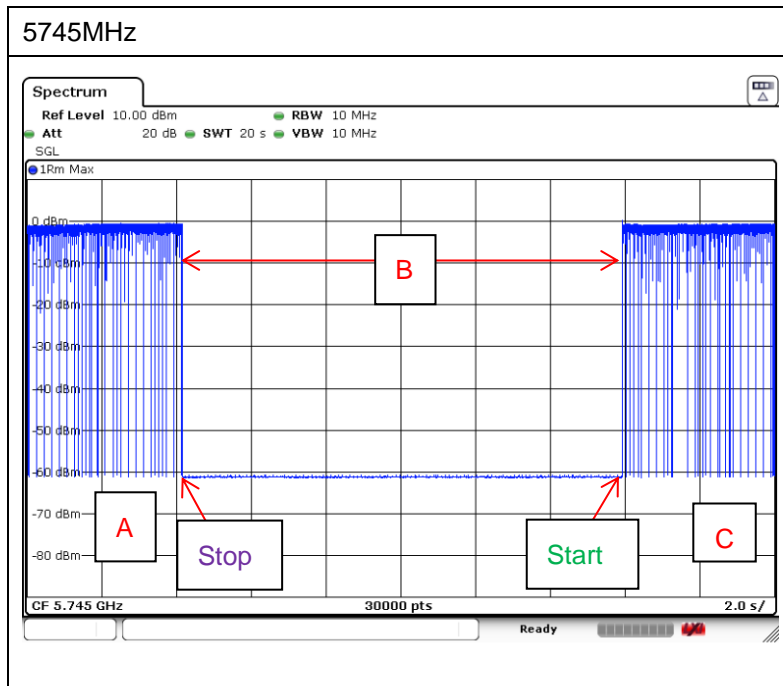 5745MHz
Spectrum
Ref Level 10.00 dBm RBW 10 MHz
Att 20 dB SWT 20 s VBW 10 MHz
SGL
1Rm Max
0 dBm
-10 dBm
B
-20 dBm
-30 dBm
-40 dBm
-50 dBm
-60 dBm
-70 dBm
A
C
Stop
Start
-80 dBm
CF 5.745 GHz 30000 pts 2.0 s/
Ready